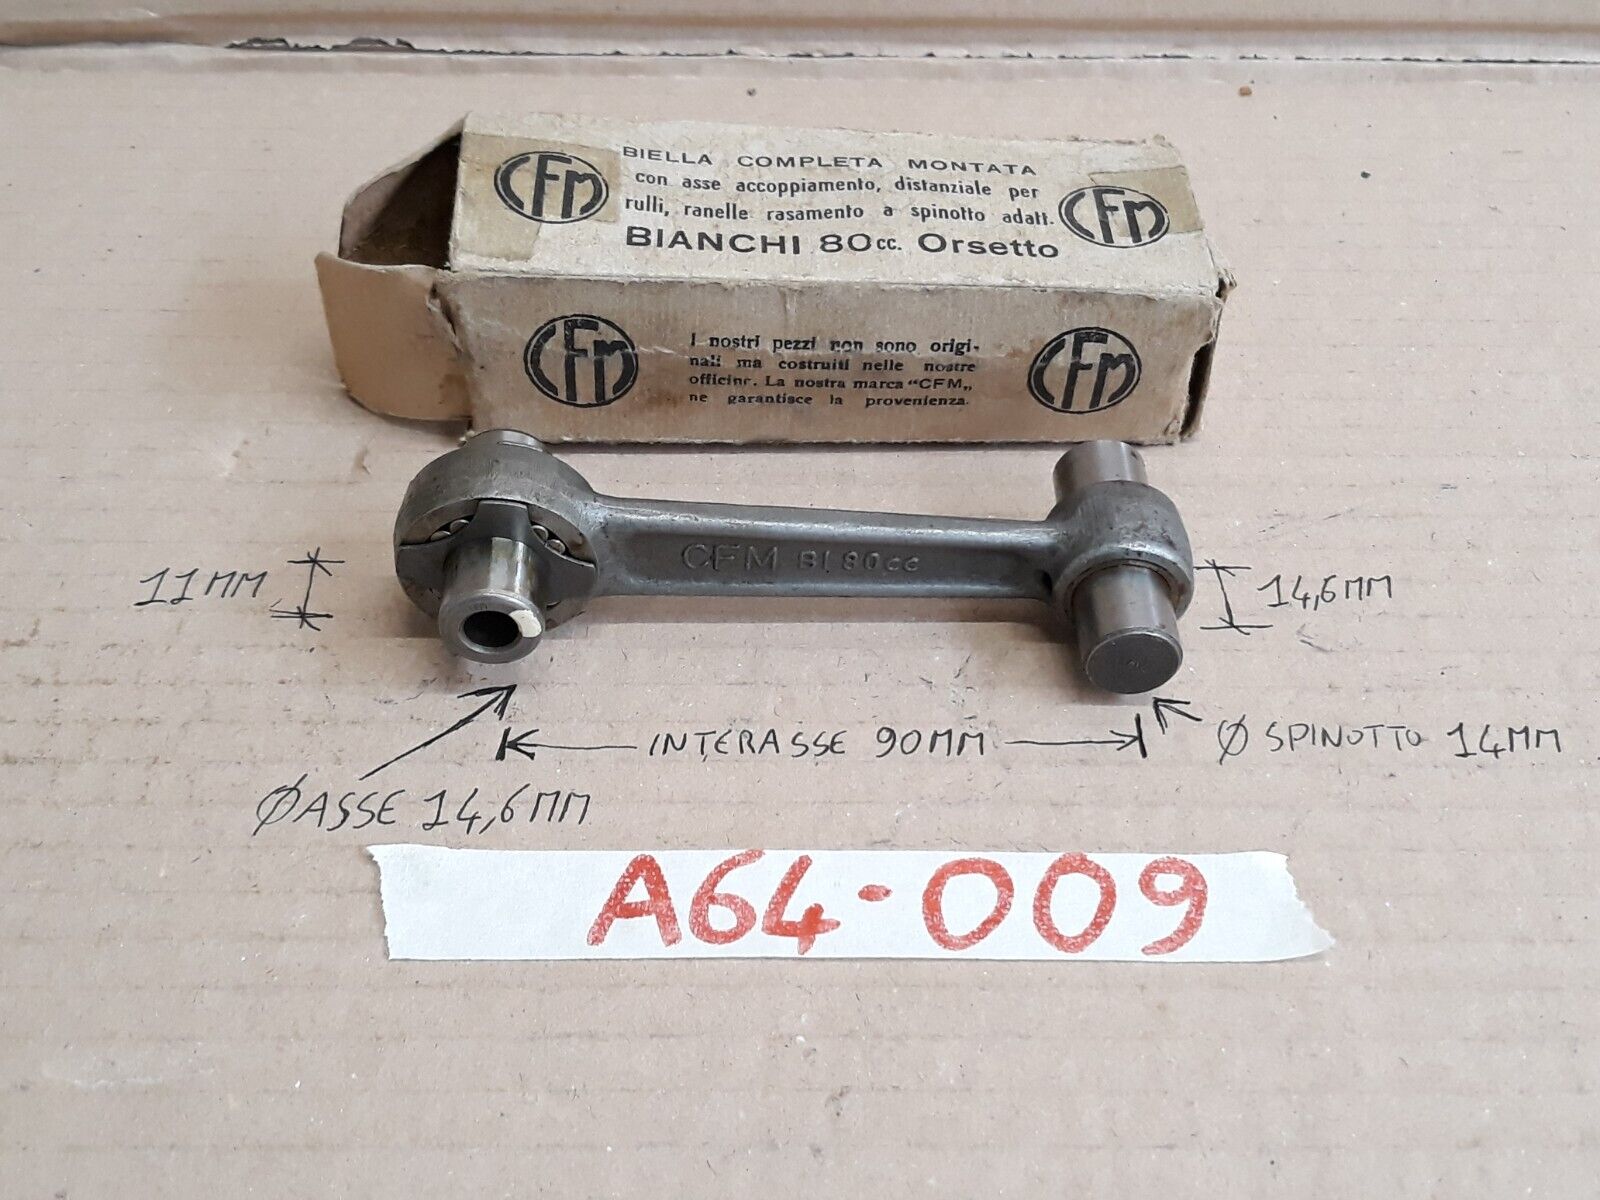 CFM
BIELLA COMPLETA MONTATA
con asse accoppiamento, distanziale per
rulli, ranelle rasamento a spinotto adatt.
BIANCHI 80cc. Orsetto
CFM
CFM
I nostri pezzi non sono origi-
nali ma costruiti nelle nostre
officine. La nostra marca "CFM„
ne garantisce la provenienza.
CFM
CFM BI 80cc
11MM
14,6MM
INTERASSE 90MM
Ø SPINOTTO 14MM
ØASSE 14,6MM
A64-009